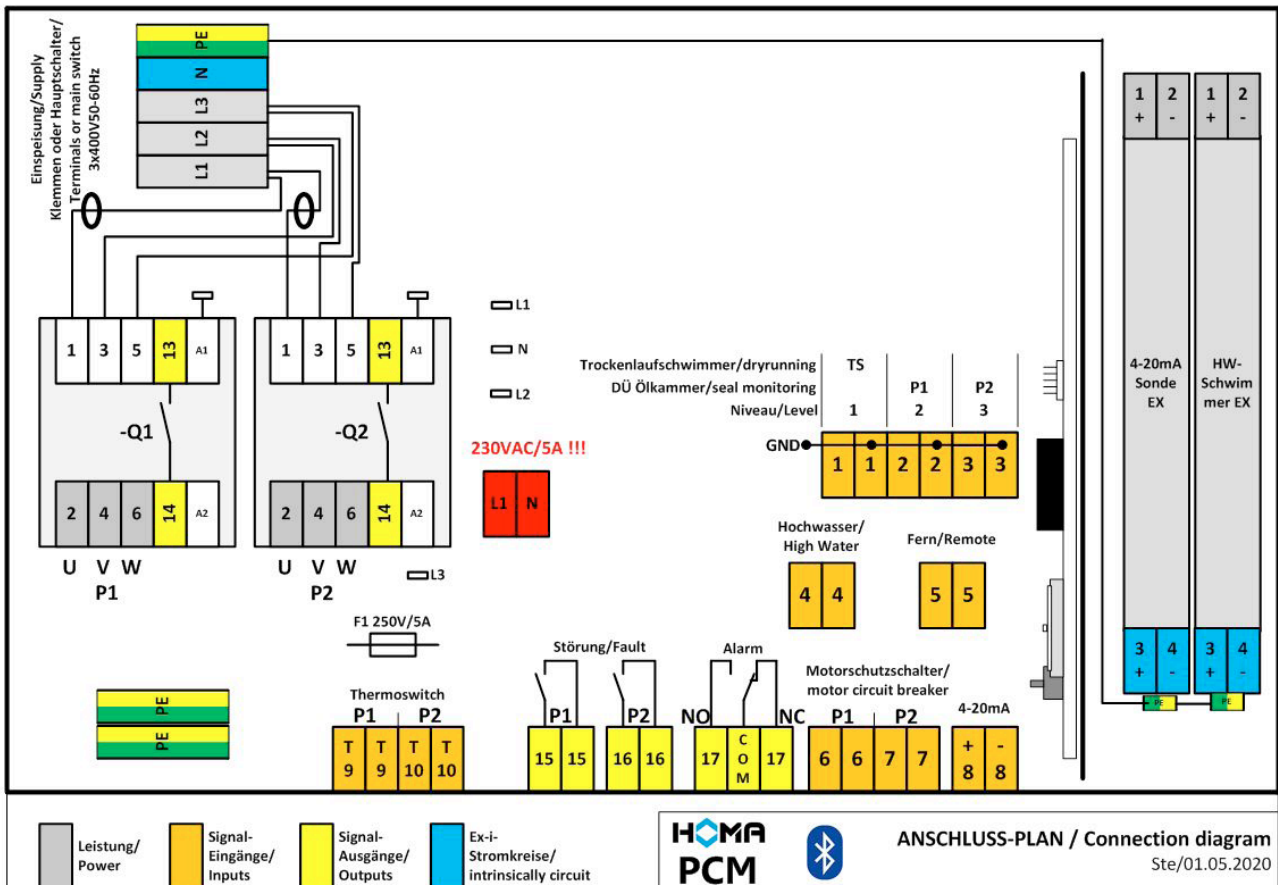 Einspeisung/Supply
Klemmen oder Hauptschalter/
Terminals or main switch
3x400V50-60Hz
PE
N
L3
L2
L1
1 3 5 13 A1
-Q1
2 4 6 14 A2
U V W
P1
1 3 5 13 A1
-Q2
2 4 6 14 A2
U V W
P2
L1
N
L2
L3
230VAC/5A !!!
L1 N
F1 250V/5A
Trockenlaufschwimmer/dryrunning TS
DÜ Ölkammer/seal monitoring P1 P2
Niveau/Level 1 2 3
GND
1 1 2 2 3 3
Hochwasser/
High Water
4 4
Fern/Remote
5 5
PE
PE
Thermoswitch
P1 P2
T T T T
9 9 10 10
Störung/Fault
P1 P2
15 15 16 16
Alarm
NO NC
17 COM 17
Motorschutzschalter/
motor circuit breaker
P1 P2
6 6 7 7
4-20mA
+ -
8 8
1 2 1 2
+ - + -
4-20mA
Sonde
EX
HW-
Schwim
mer EX
3 4 3 4
+ - + -
PE PE
Leistung/
Power
Signal-
Eingänge/
Inputs
Signal-
Ausgänge/
Outputs
Ex-i-
Stromkreise/
intrinsically circuit
HOMA
PCM
ANSCHLUSS-PLAN / Connection diagram
Ste/01.05.2020